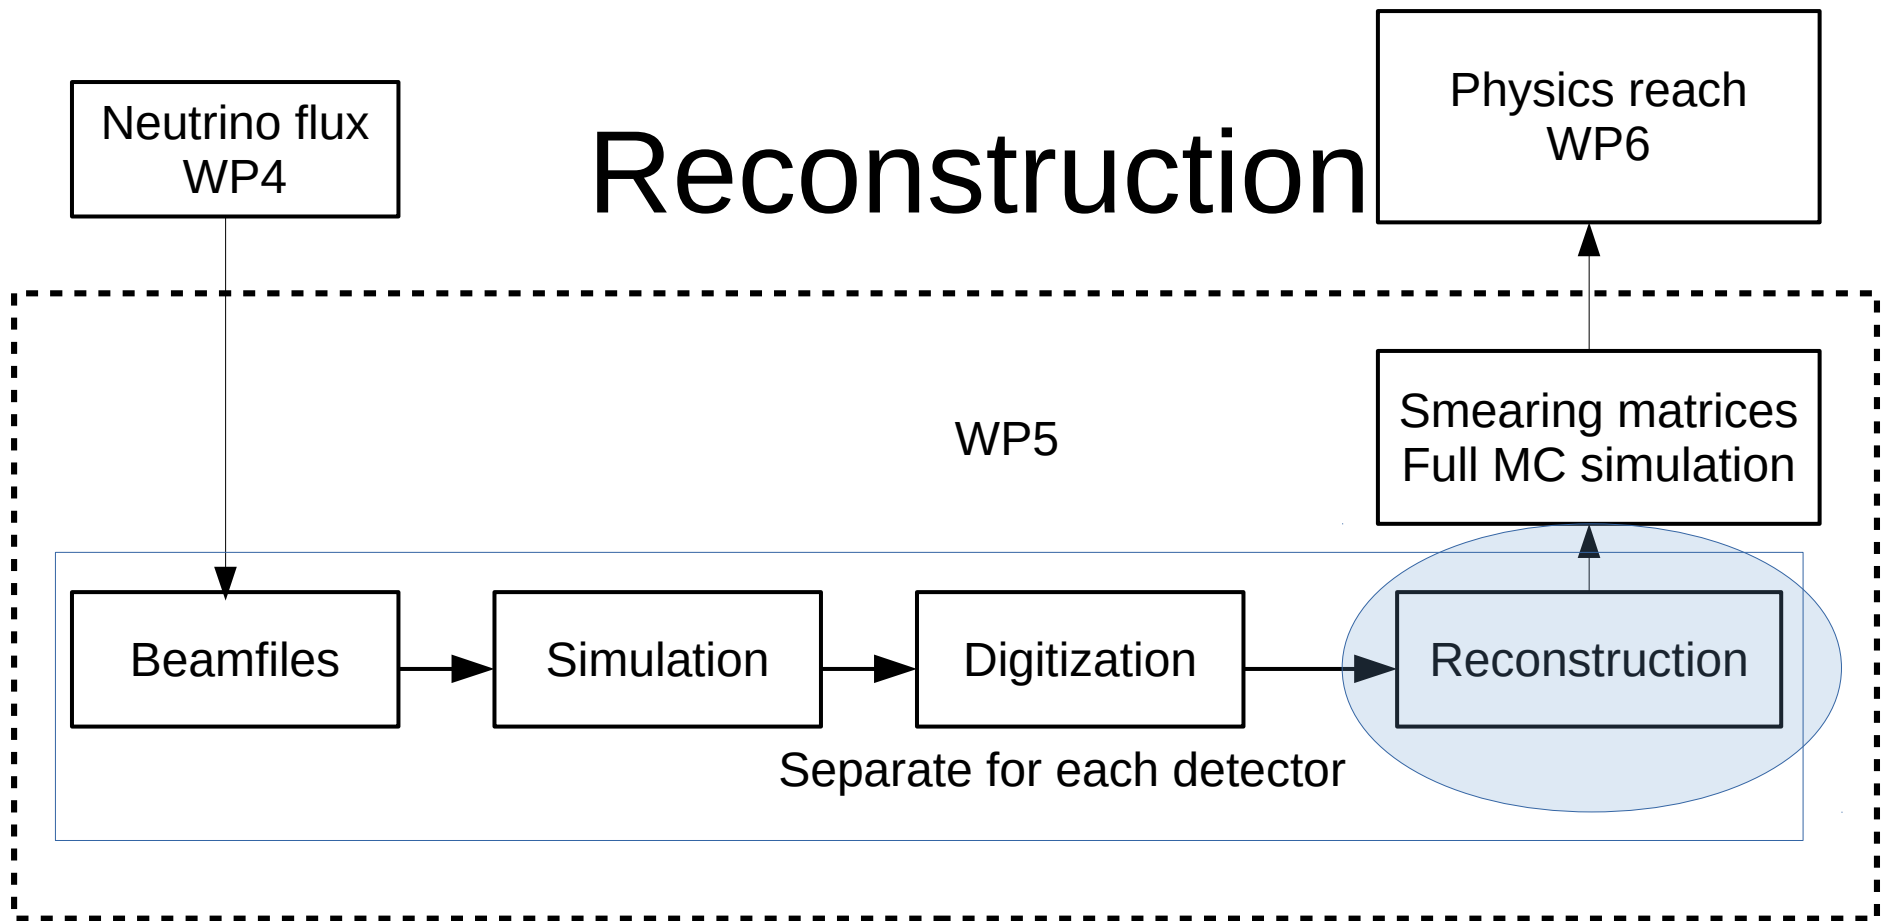 Neutrino flux
WP4
Reconstruction
Physics reach
WP6
WP5
Smearing matrices
Full MC simulation
Beamfiles
Simulation
Digitization
Reconstruction
Separate for each detector